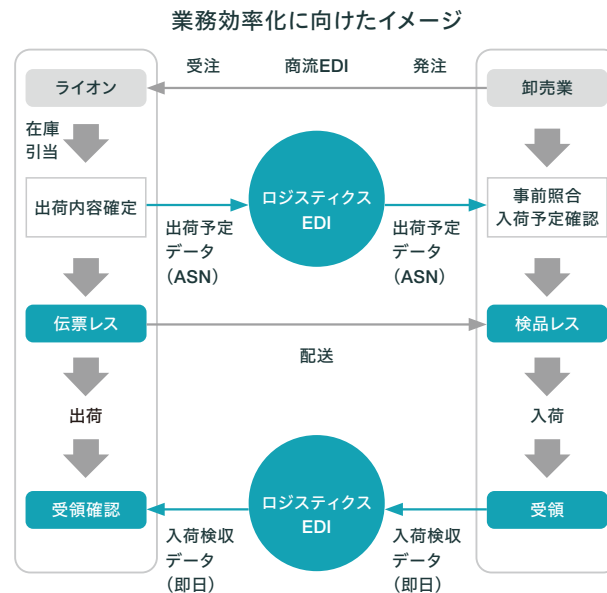 業務効率化に向けたイメージ
受注
商流EDI
発注
ライオン
卸売業
在庫
引当
出荷内容確定
ロジスティクス
EDI
事前照合
入荷予定確認
出荷予定
データ
（ASN）
出荷予定
データ
（ASN）
伝票レス
検品レス
配送
出荷
入荷
受領確認
ロジスティクス
EDI
受領
入荷検収
データ
（即日）
入荷検収
データ
（即日）